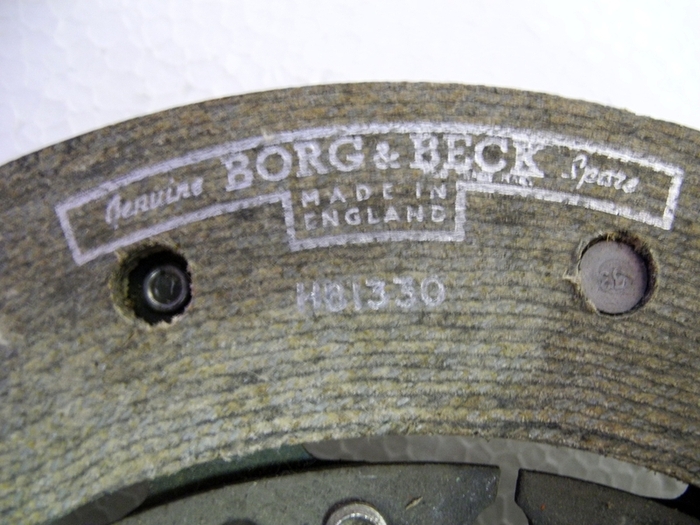 Genuine BORG & BECK Spare
MADE IN
ENGLAND
HB1330